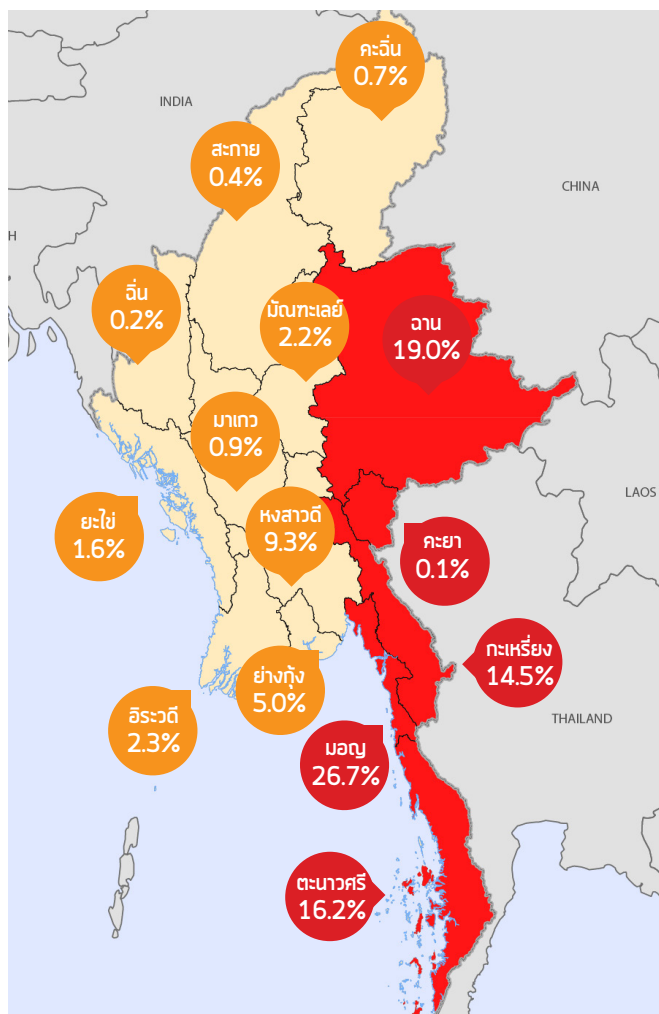 คะฉิ่น
0.7%
INDIA
สะกาย
0.4%
CHINA
H
ฉิ่น
0.2%
มัณฑะเลย์
2.2%
ฉาน
19.0%
มาเกว
0.9%
LAOS
ยะไข่
1.6%
หงสาวดี
9.3%
คะยา
0.1%
กะเหรี่ยง
14.5%
ย่างกุ้ง
5.0%
อิระวดี
2.3%
THAILAND
มอญ
26.7%
ตะนาวศรี
16.2%